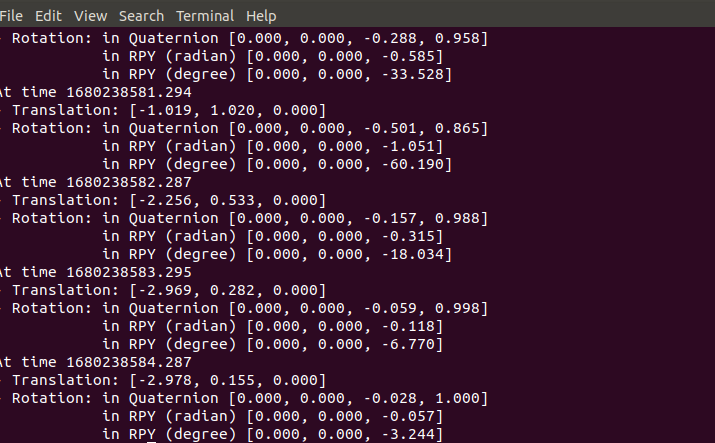 File Edit View Search Terminal Help
- Rotation: in Quaternion [0.000, 0.000, -0.288, 0.958]
in RPY (radian) [0.000, 0.000, -0.585]
in RPY (degree) [0.000, 0.000, -33.528]
At time 1680238581.294
- Translation: [-1.019, 1.020, 0.000]
- Rotation: in Quaternion [0.000, 0.000, -0.501, 0.865]
in RPY (radian) [0.000, 0.000, -1.051]
in RPY (degree) [0.000, 0.000, -60.190]
At time 1680238582.287
- Translation: [-2.256, 0.533, 0.000]
- Rotation: in Quaternion [0.000, 0.000, -0.157, 0.988]
in RPY (radian) [0.000, 0.000, -0.315]
in RPY (degree) [0.000, 0.000, -18.034]
At time 1680238583.295
- Translation: [-2.969, 0.282, 0.000]
- Rotation: in Quaternion [0.000, 0.000, -0.059, 0.998]
in RPY (radian) [0.000, 0.000, -0.118]
in RPY (degree) [0.000, 0.000, -6.770]
At time 1680238584.287
- Translation: [-2.978, 0.155, 0.000]
- Rotation: in Quaternion [0.000, 0.000, -0.028, 1.000]
in RPY (radian) [0.000, 0.000, -0.057]
in RPY (degree) [0.000, 0.000, -3.244]